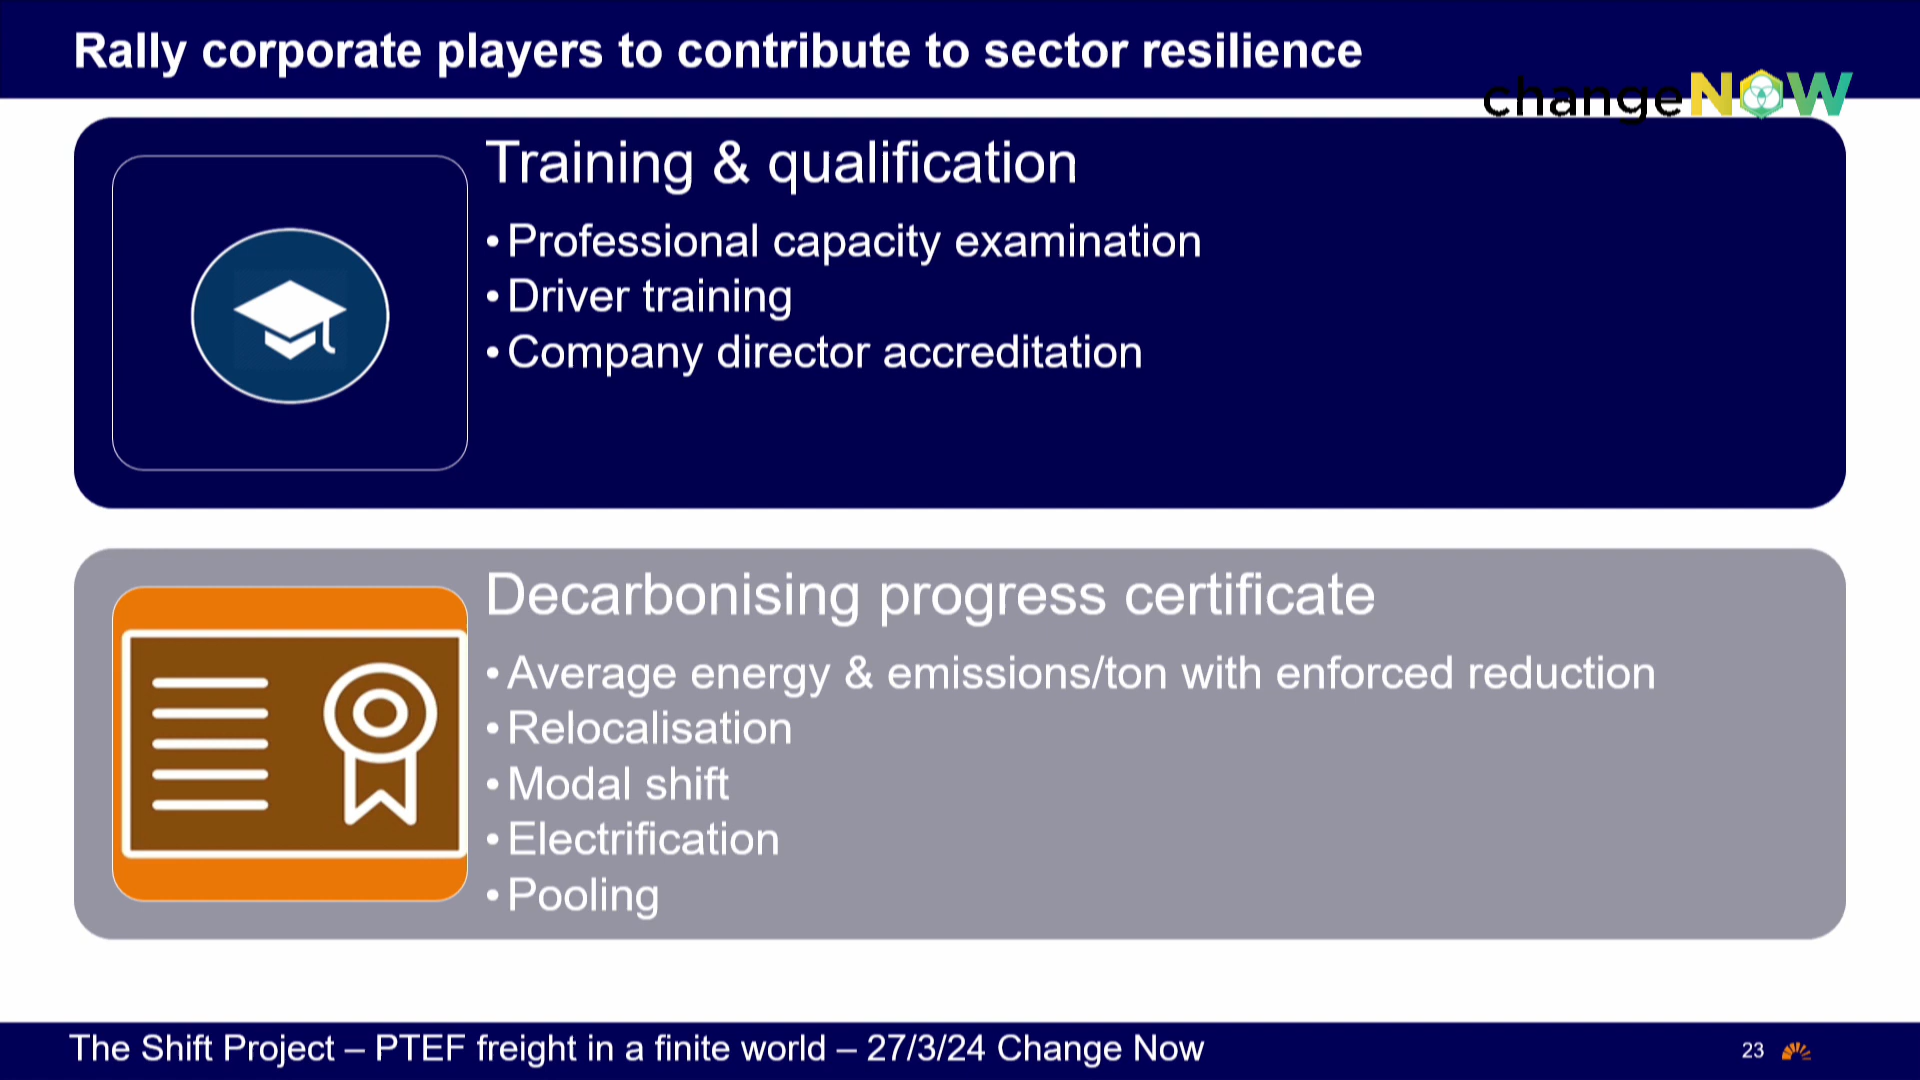 Rally corporate players to contribute to sector resilience
changeNOW
Training & qualification
• Professional capacity examination
• Driver training
• Company director accreditation
Decarbonising progress certificate
• Average energy & emissions/ton with enforced reduction
• Relocalisation
• Modal shift
• Electrification
• Pooling
The Shift Project – PTEF freight in a finite world – 27/3/24 Change Now
23